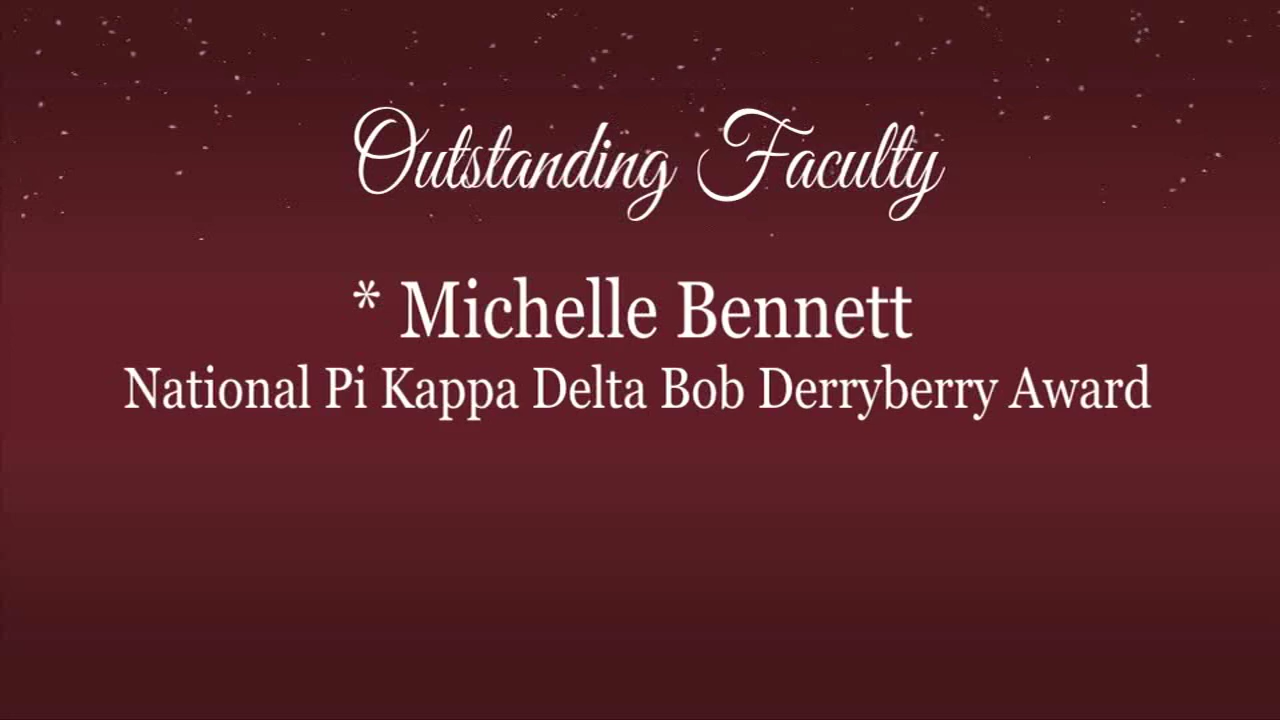 Outstanding Faculty
* Michelle Bennett
National Pi Kappa Delta Bob Derryberry Award